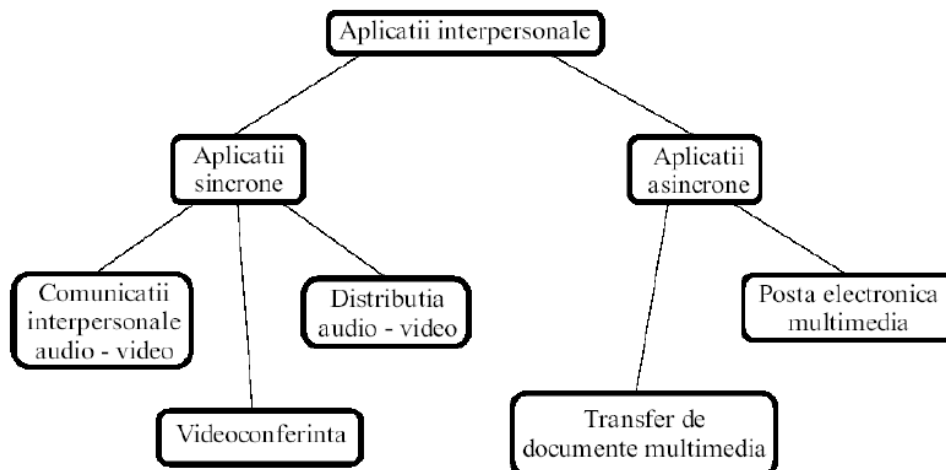 Aplicatii interpersonale
Aplicatii
sincrone
Aplicatii
asincrone
Comunicatii
interpersonale
audio - video
Distributia
audio - video
Posta electronica
multimedia
Videoconferinta
Transfer de
documente multimedia